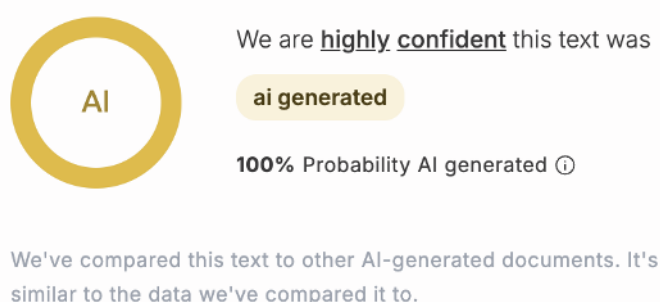 AI
We are highly confident this text was
ai generated
100% Probability AI generated
We've compared this text to other AI-generated documents. It's
similar to the data we've compared it to.